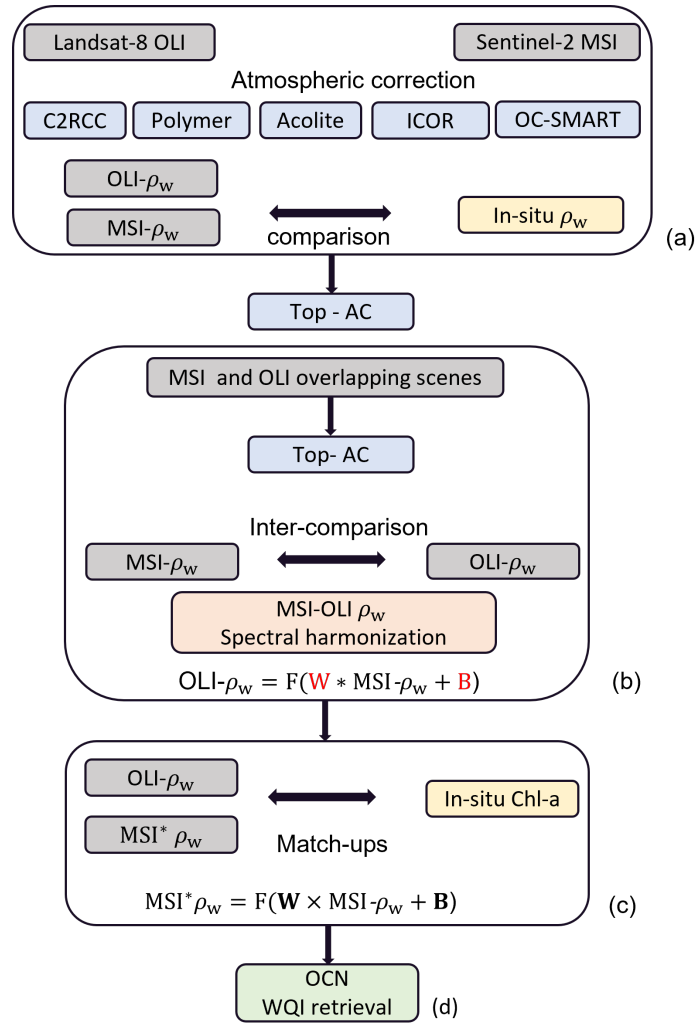 Landsat-8 OLI
Sentinel-2 MSI
Atmospheric correction
C2RCC
Polymer
Acolite
ICOR
OC-SMART
OLI-ρw
MSI-ρw
In-situ ρw
comparison
(a)
Top - AC
MSI and OLI overlapping scenes
Top- AC
Inter-comparison
MSI-ρw
OLI-ρw
MSI-OLI ρw
Spectral harmonization
OLI-ρw = F(W ∗ MSI-ρw + B)
(b)
OLI-ρw
In-situ Chl-a
MSI* ρw
Match-ups
MSI*ρw = F(W × MSI-ρw + B)
(c)
OCN
WQI retrieval
(d)